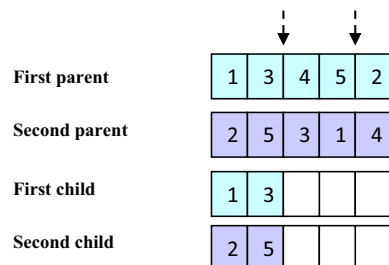 First parent 1 3 4 5 2
Second parent 2 5 3 1 4
First child 1 3
Second child 2 5